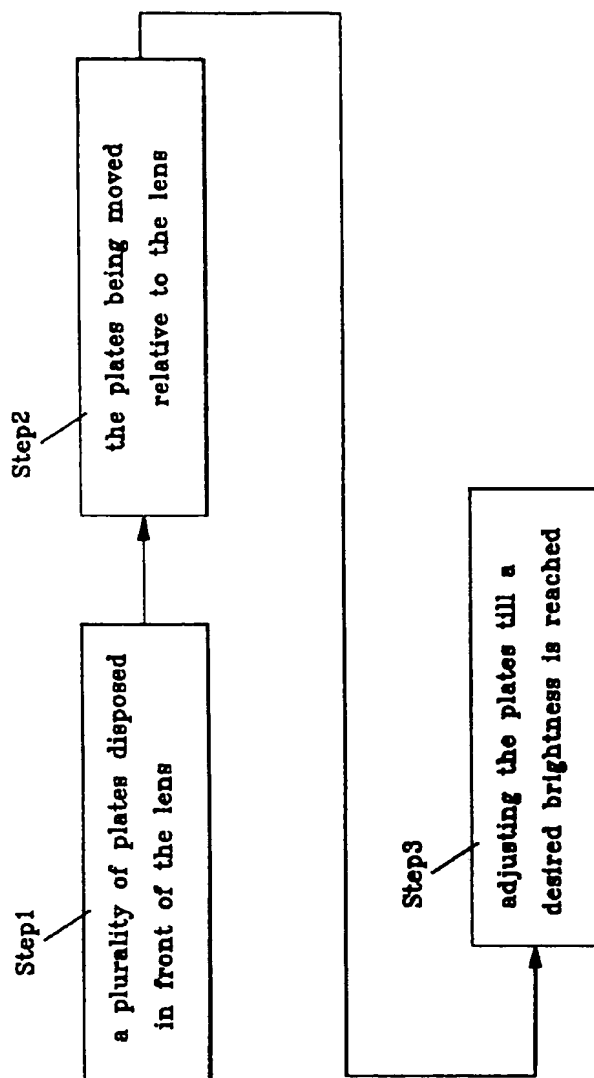 Step1
a plurality of plates disposed
in front of the lens
Step2
the plates being moved
relative to the lens
Step3
adjusting the plates till a
desired brightness is reached